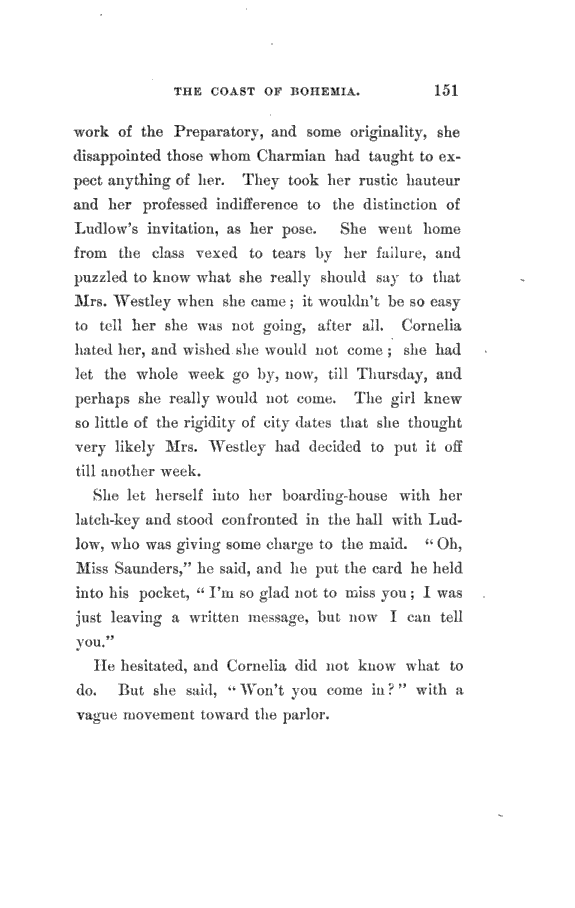 THE COAST OF BOHEMIA. 151
work of the Preparatory, and some originality, she
disappointed those whom Charmian had taught to ex-
pect anything of her. They took her rustic hauteur
and her professed indifference to the distinction of
Ludlow's invitation, as her pose. She went home
from the class vexed to tears by her failure, and
puzzled to know what she really should say to that
Mrs. Westley when she came; it wouldn't be so easy
to tell her she was not going, after all. Cornelia
hated her, and wished she would not come; she had
let the whole week go by, now, till Thursday, and
perhaps she really would not come. The girl knew
so little of the rigidity of city dates that she thought
very likely Mrs. Westley had decided to put it off
till another week.
She let herself into her boarding-house with her
latch-key and stood confronted in the hall with Lud-
low, who was giving some charge to the maid. "Oh,
Miss Saunders," he said, and he put the card he held
into his pocket, "I'm so glad not to miss you; I was
just leaving a written message, but now I can tell
you."
He hesitated, and Cornelia did not know what to
do. But she said, "Won't you come in?" with a
vague movement toward the parlor.